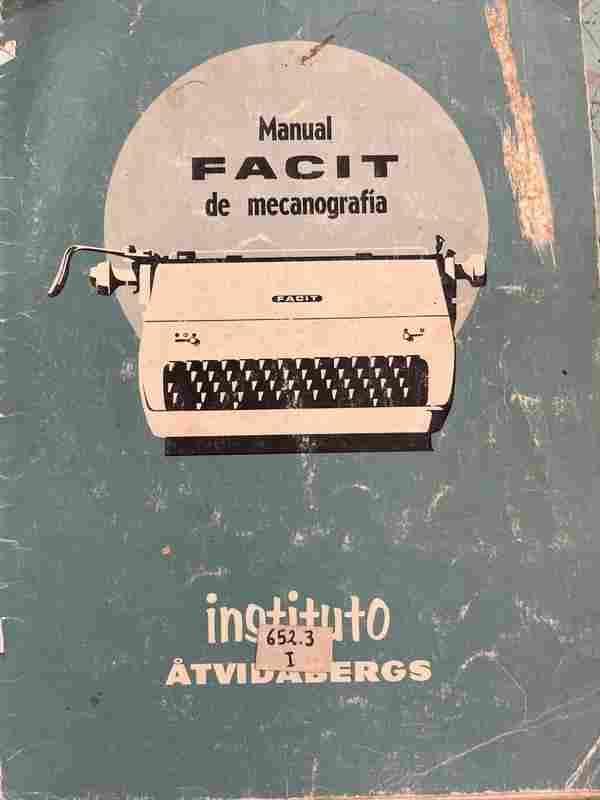 Manual
FACIT
de mecanografía
FACIT
instituto
652.3
I
ÅTVIDABERGS